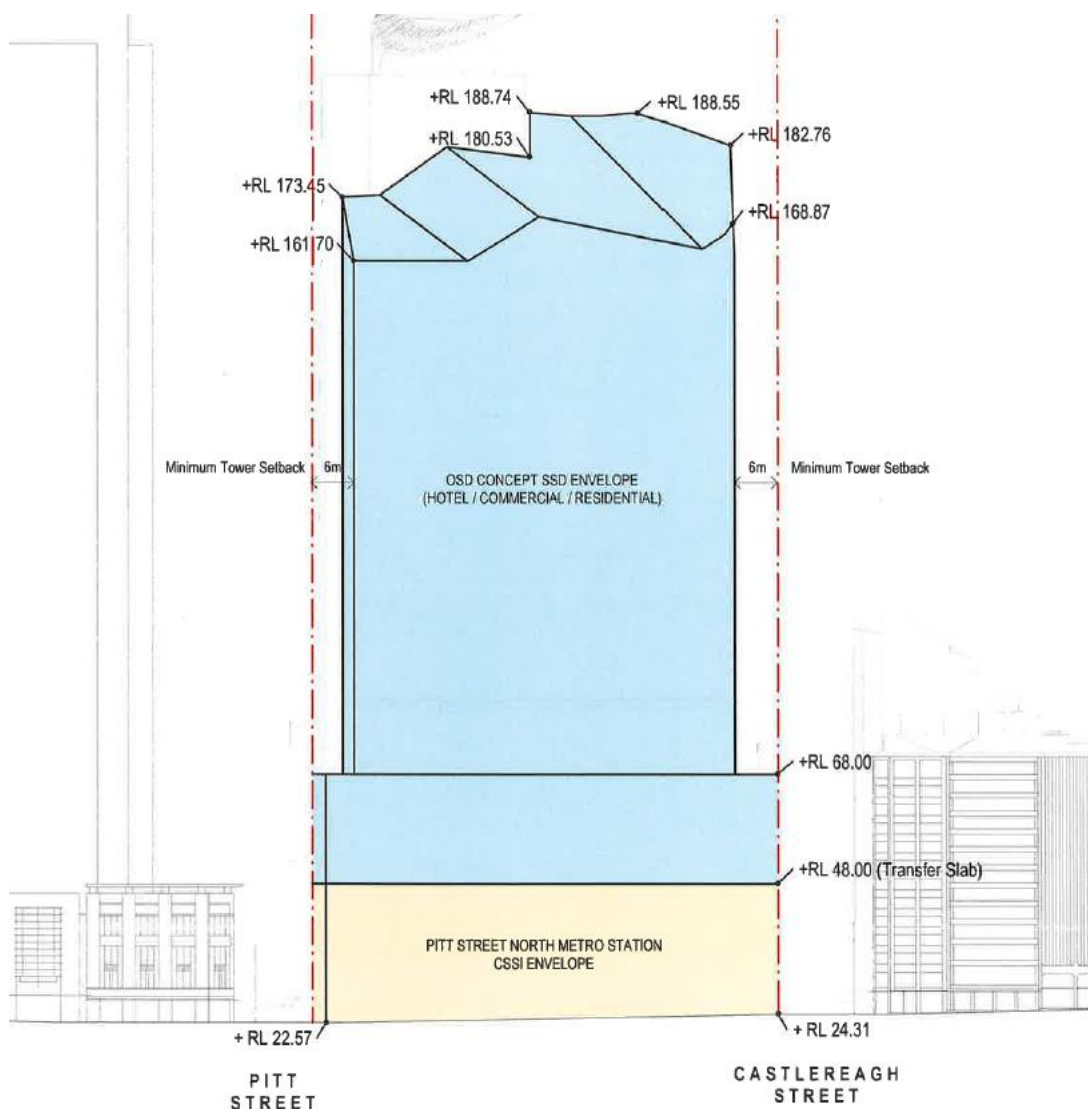 +RL 188.74
+RL 188.55
+RL 180.53
+RL 182.76
+RL 173.45
+RL 168.87
+RL 161.70
Minimum Tower Setback
6m
6m
Minimum Tower Setback
OSD CONCEPT SSD ENVELOPE
(HOTEL / COMMERCIAL / RESIDENTIAL)
+RL 68.00
+RL 48.00 (Transfer Slab)
PITT STREET NORTH METRO STATION
CSSI ENVELOPE
+ RL 22.57
+ RL 24.31
PITT
STREET
CASTLEREAGH
STREET